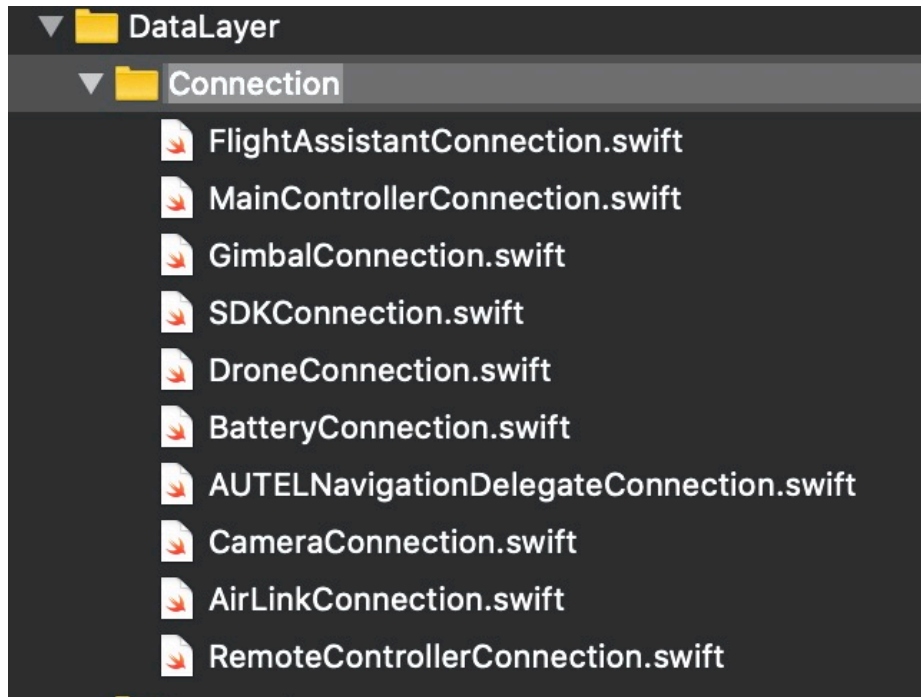 DataLayer
Connection
FlightAssistantConnection.swift
MainControllerConnection.swift
GimbalConnection.swift
SDKConnection.swift
DroneConnection.swift
BatteryConnection.swift
AUTELNavigationDelegateConnection.swift
CameraConnection.swift
AirLinkConnection.swift
RemoteControllerConnection.swift